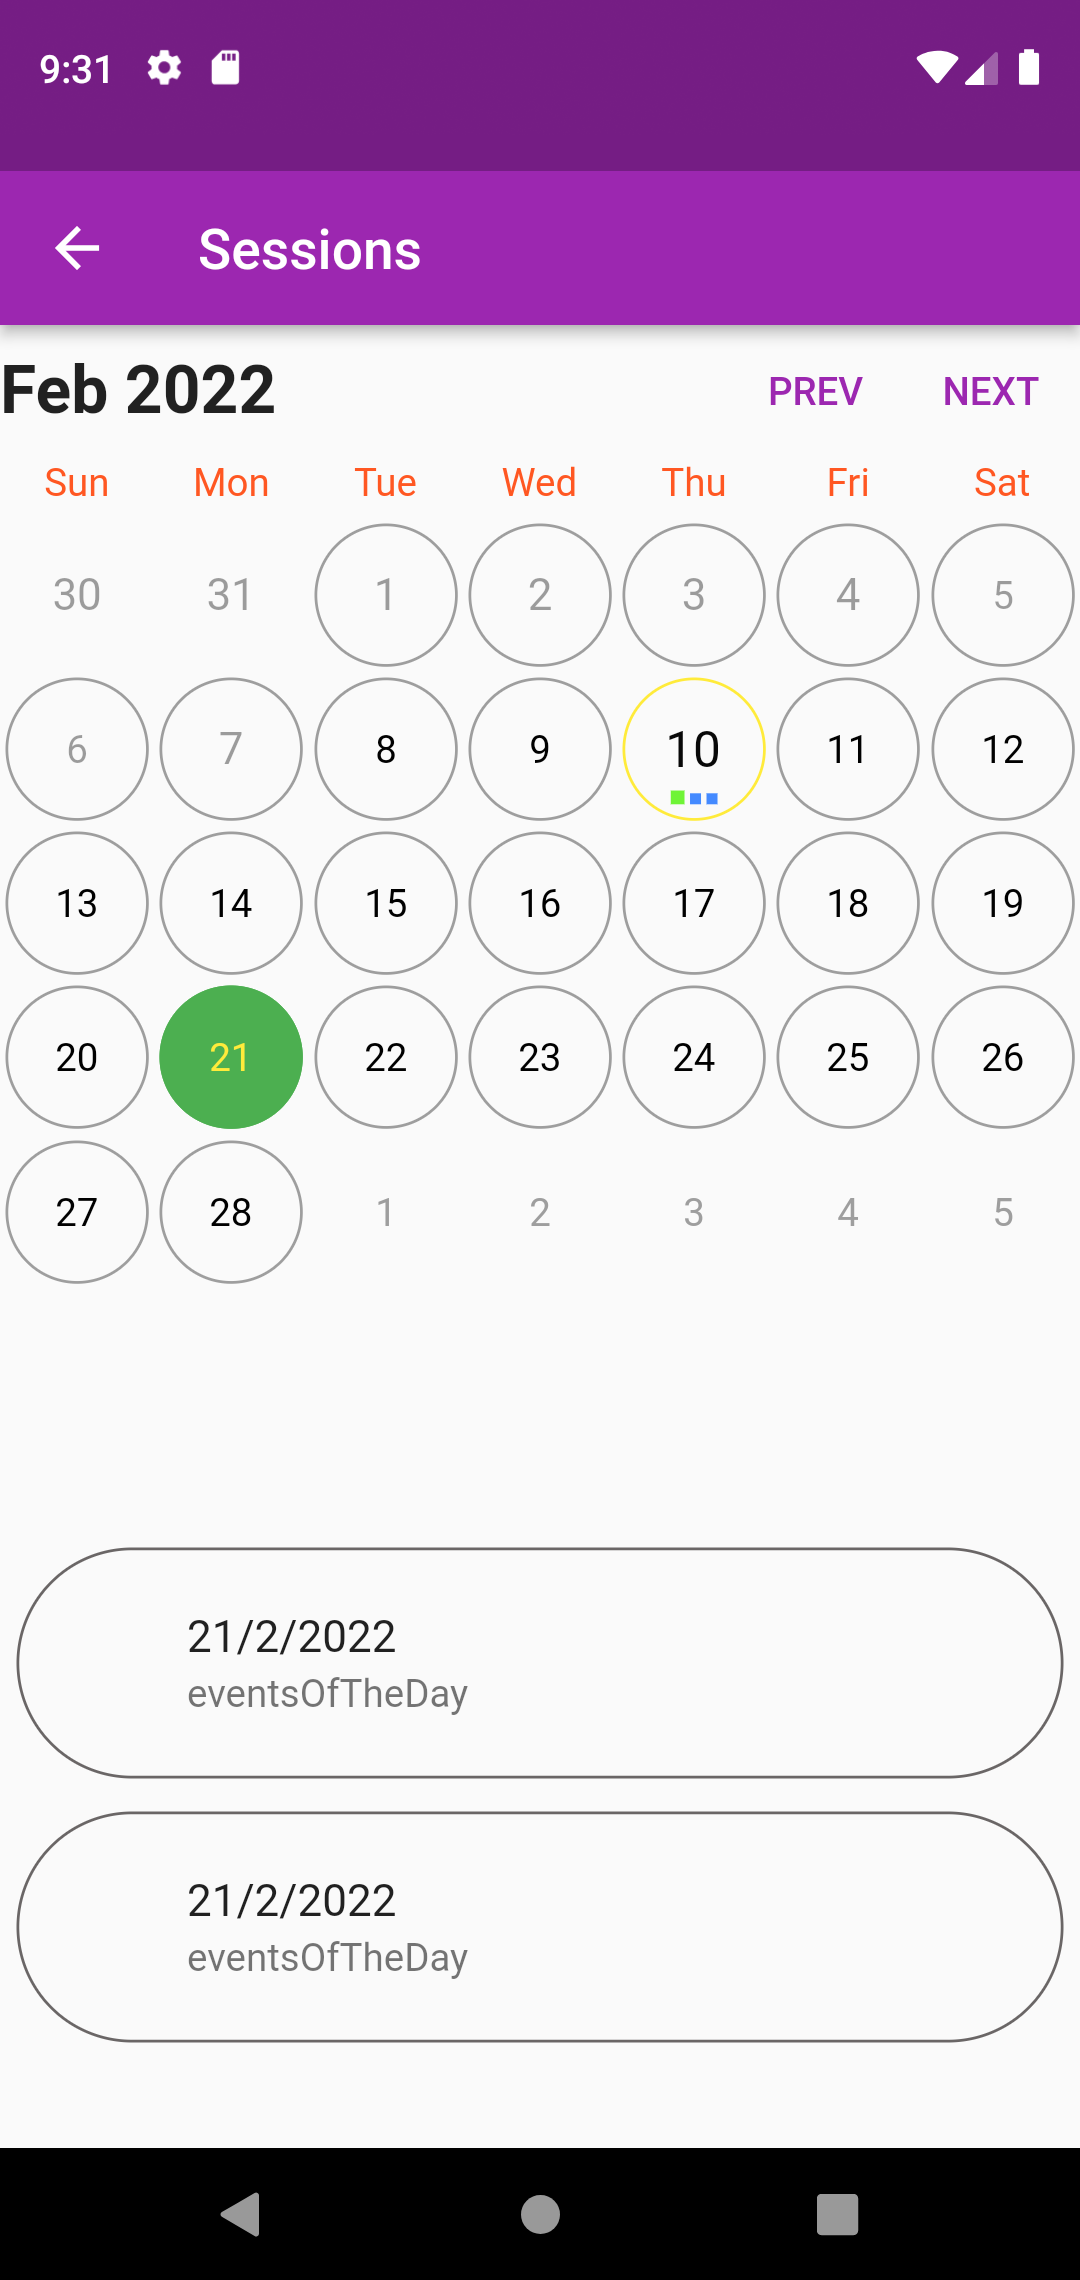 9:31
Sessions
Feb 2022 PREV NEXT
Sun Mon Tue Wed Thu Fri Sat
30 31 1 2 3 4 5
6 7 8 9 10 11 12
13 14 15 16 17 18 19
20 21 22 23 24 25 26
27 28 1 2 3 4 5
21/2/2022
eventsOfTheDay
21/2/2022
eventsOfTheDay